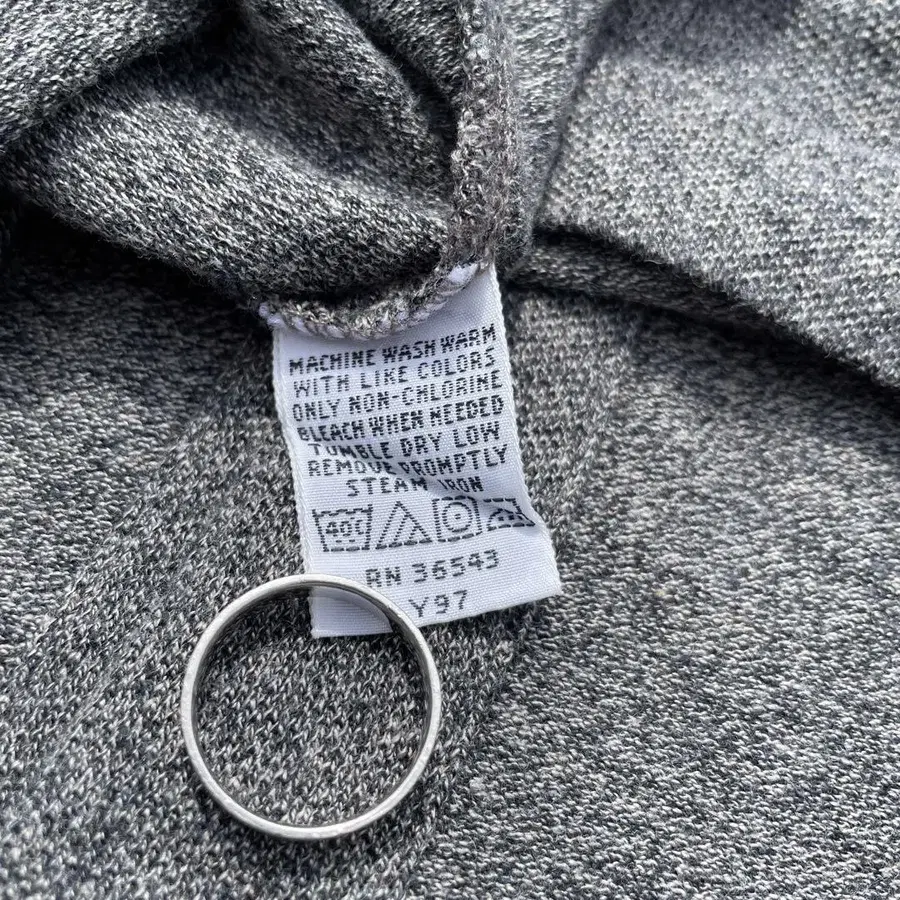 MACHINE WASH WARM
WITH LIKE COLORS
ONLY NON-CHLORINE
BLEACH WHEN NEEDED
TUMBLE DRY LOW
REMOVE PROMPTLY
STEAM IRON
40C
RN 36543
Y97